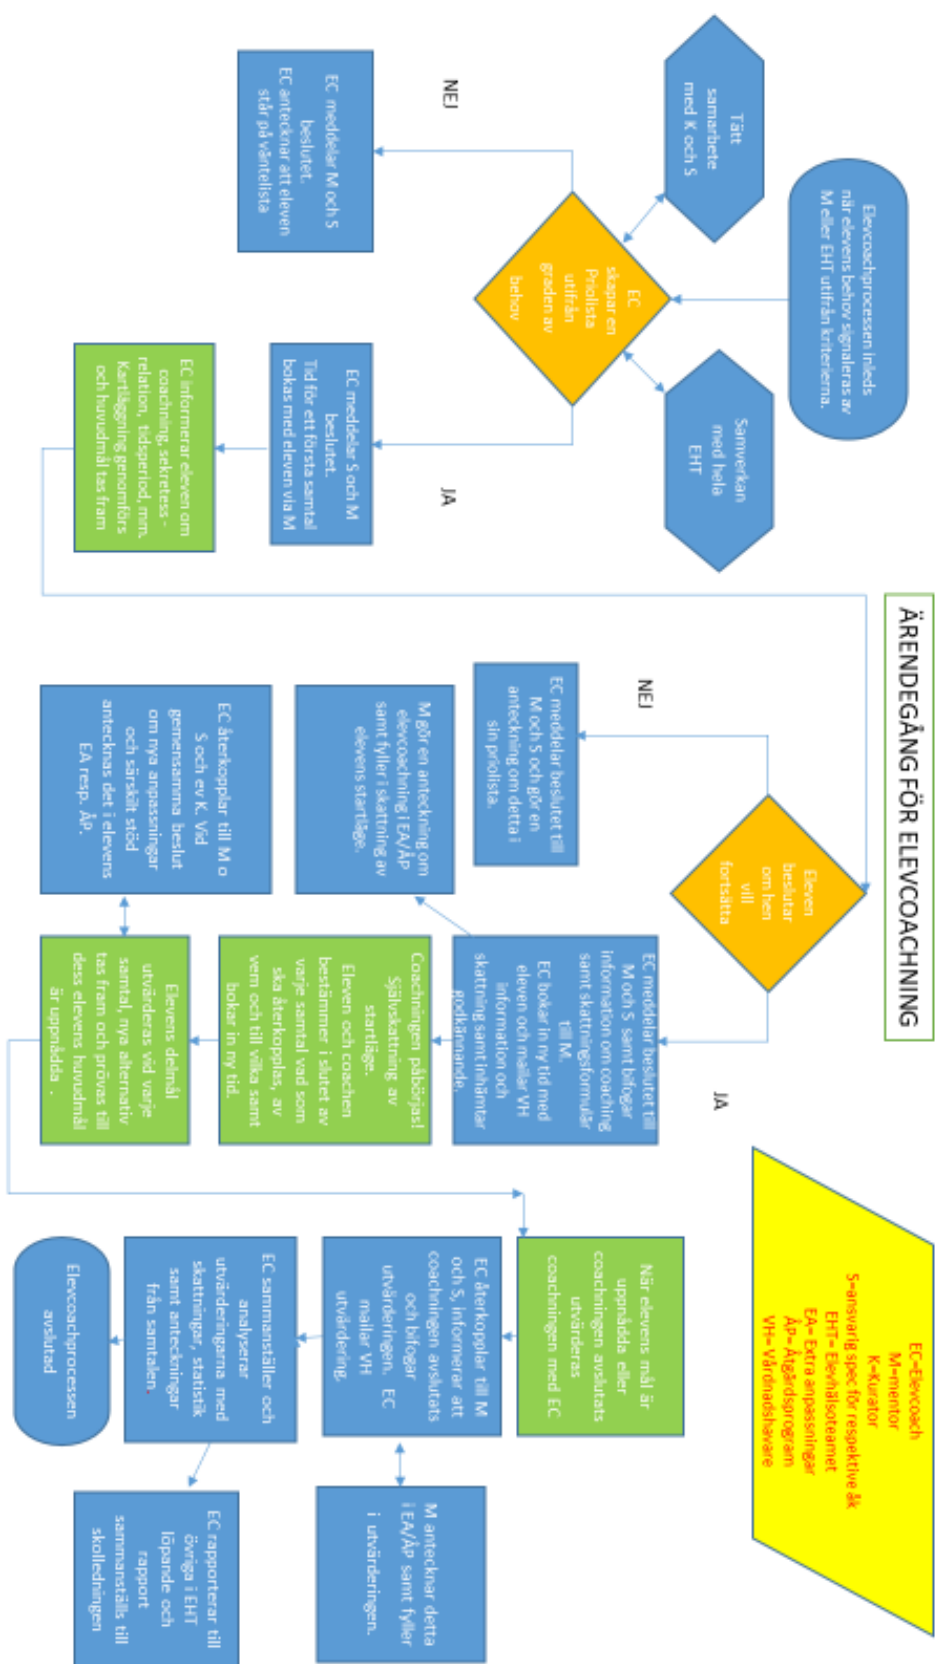 ÄRENDEGÅNG FÖR ELEVCOACHNING
Elevcoachprocessen inleds
när elevens behov signaleras av
M eller EHT utifrån kriterierna.
Tätt
samarbete
med K och S
Samverkan
med hela
EHT
EC
skapar en
Priolista
utifrån
graden av
behov
NEJ
EC meddelar M och S
beslutet.
EC antecknar att eleven
står på väntelista
JA
EC meddelar S och M
beslutet.
Tid för ett första samtal
bokas med eleven via M
EC informerar eleven om
coachning, sekretess -
relation, tidsperiod, mm.
Kartläggning genomförs
och huvudmål tas fram
Eleven
beslutar
om hen
vill
fortsätta
NEJ
EC meddelar beslutet till
M och S och gör en
anteckning om detta i
sin priolista.
JA
EC meddelar beslutet till
M och S samt bifogar
information om coaching
samt skattningsformulär
till M.
EC bokar in ny tid med
eleven och mailar VH
information och
skattning samt inhämtar
godkännande.
M gör en anteckning om
elevcoachning i EA/ÅP
samt fyller i skattning av
elevens startläge.
Coachningen påbörjas!
Självskattning av
startläge.
Eleven och coachen
bestämmer i slutet av
varje samtal vad som
ska återkopplas, av
vem och till vilka samt
bokar in ny tid.
Elevens delmål
utvärderas vid varje
samtal, nya alternativ
tas fram och prövas till
dess elevens huvudmål
är uppnådda .
EC återkopplar till M o
S och ev K. Vid
gemensamma beslut
om nya anpassningar
och särskilt stöd
antecknas det i elevens
EA resp. ÅP.
EC=Elevcoach
M=mentor
K=Kurator
S=ansvarig spec för respektive åk
EHT= Elevhälsoteamet
EA= Extra anpassningar
ÅP= Åtgärdsprogram
VH= Vårdnadshavare
När elevens mål är
uppnådda eller
coachningen avslutats
utvärderas
coachningen med EC
EC återkopplar till M
och S, informerar att
coachningen avslutats
och bifogar
utvärderingen. EC
mailar VH
utvärdering.
M antecknar detta
i EA/ÅP samt fyller
i utvärderingen.
EC sammanställer och
analyserar
utvärderingarna med
skattningar, statistik
samt anteckningar
från samtalen.
EC rapporterar till
övriga i EHT
löpande och
rapport
sammanställs till
skolledningen
Elevcoachprocessen
avslutad